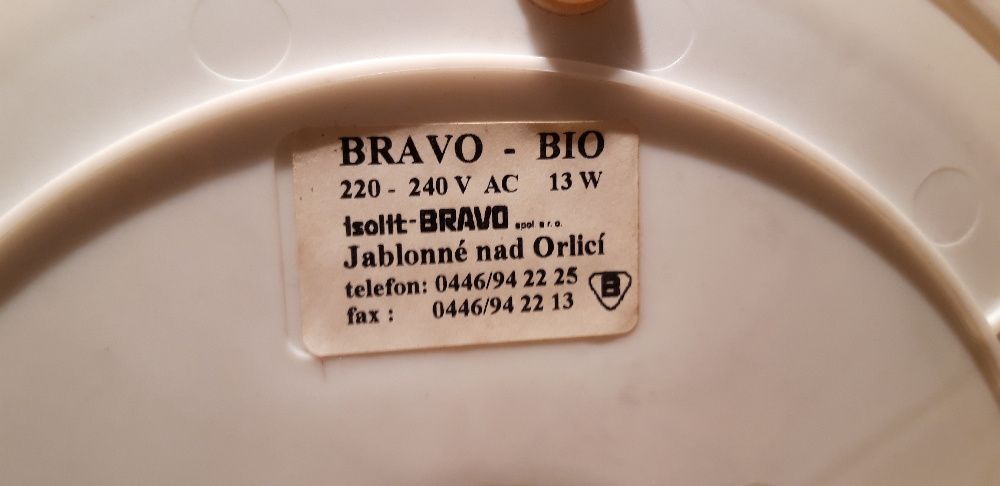 BRAVO - BIO
220 - 240 V AC 13 W
isolit-BRAVO spol s r.o.
Jablonné nad Orlicí
telefon: 0446/94 22 25
fax : 0446/94 22 13
B